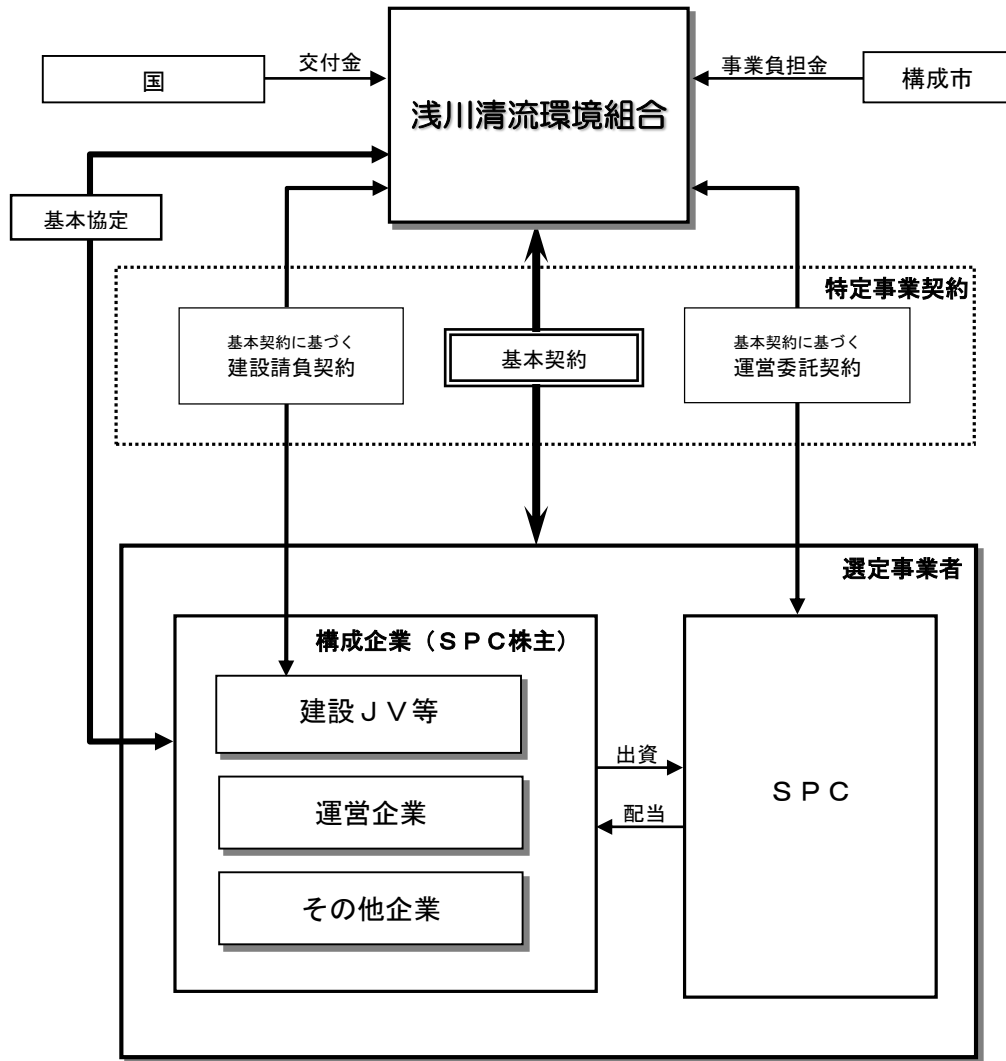 国
交付金
浅川清流環境組合
事業負担金
構成市
基本協定
特定事業契約
基本契約に基づく
建設請負契約
基本契約
基本契約に基づく
運営委託契約
選定事業者
構成企業（ＳＰＣ株主）
建設ＪＶ等
運営企業
その他企業
出資
配当
ＳＰＣ